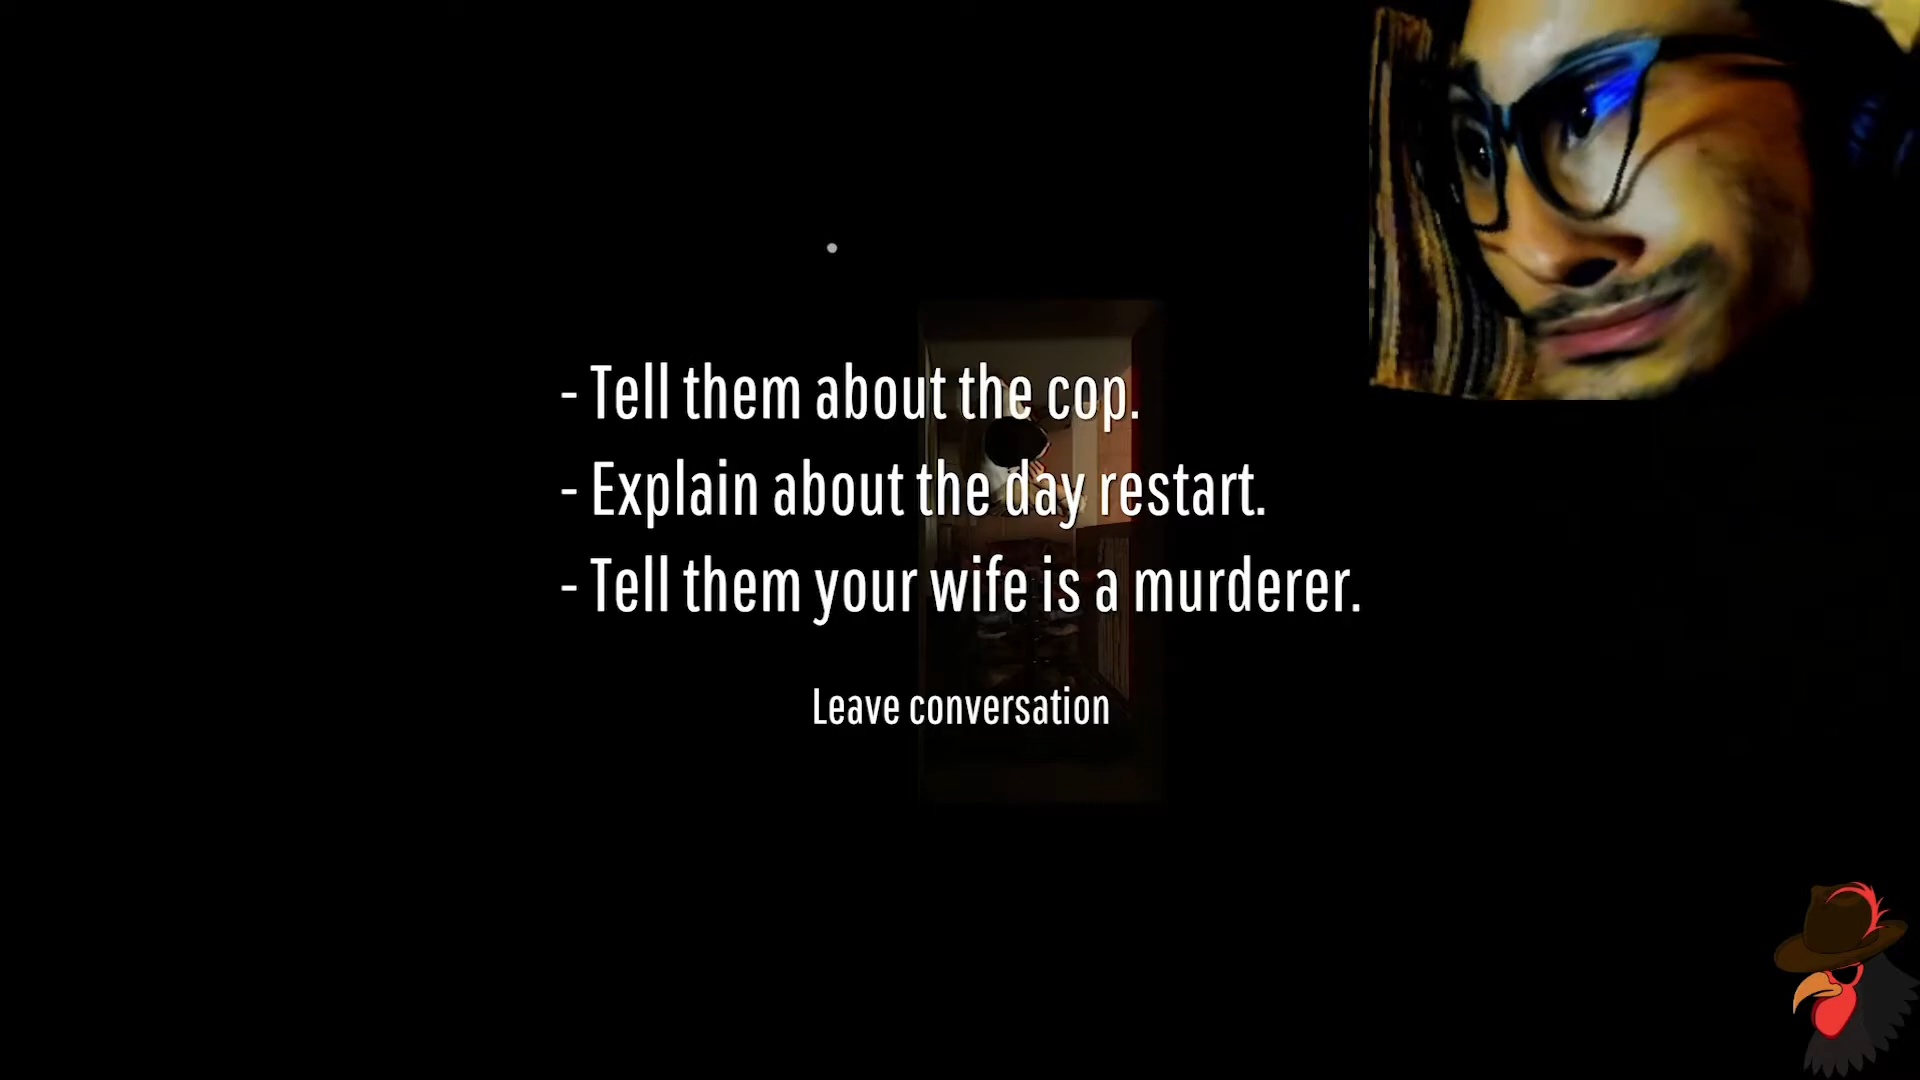 - Tell them about the cop.
- Explain about the day restart.
- Tell them your wife is a murderer.
Leave conversation